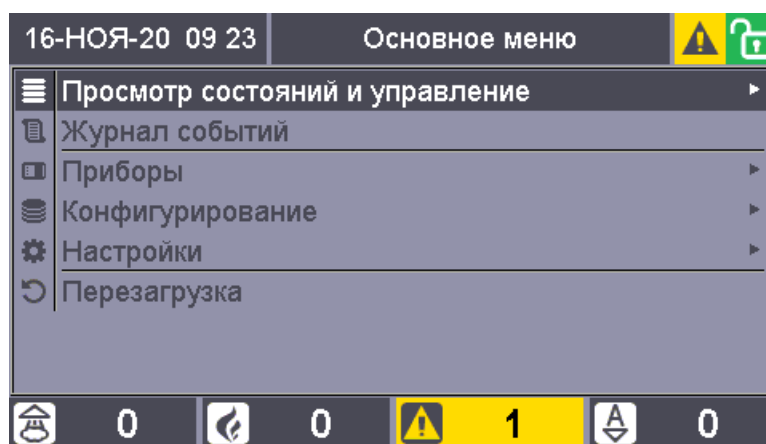 16-НОЯ-20 09 23 Основное меню
Просмотр состояний и управление
Журнал событий
Приборы
Конфигурирование
Настройки
Перезагрузка
0 0 1 A 0